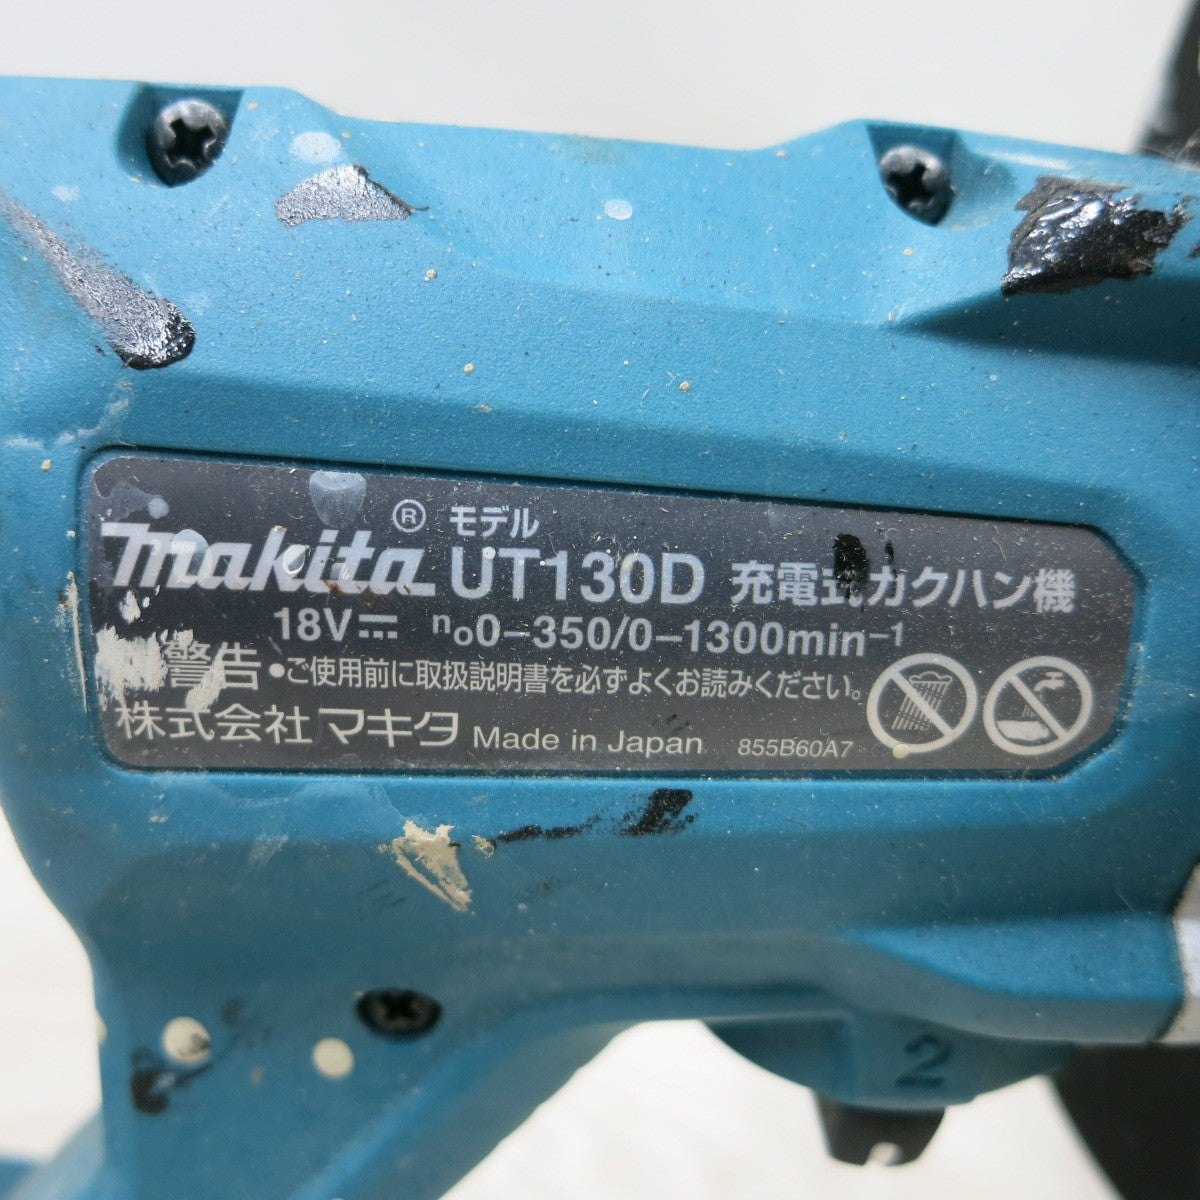 makita® モデル UT130D 充電式カクハン機
18V⎓ n₀0-350/0-1300min⁻¹
警告・ご使用前に取扱説明書を必ずよくお読みください。
株式会社 マキタ Made in Japan 855B60A7
2